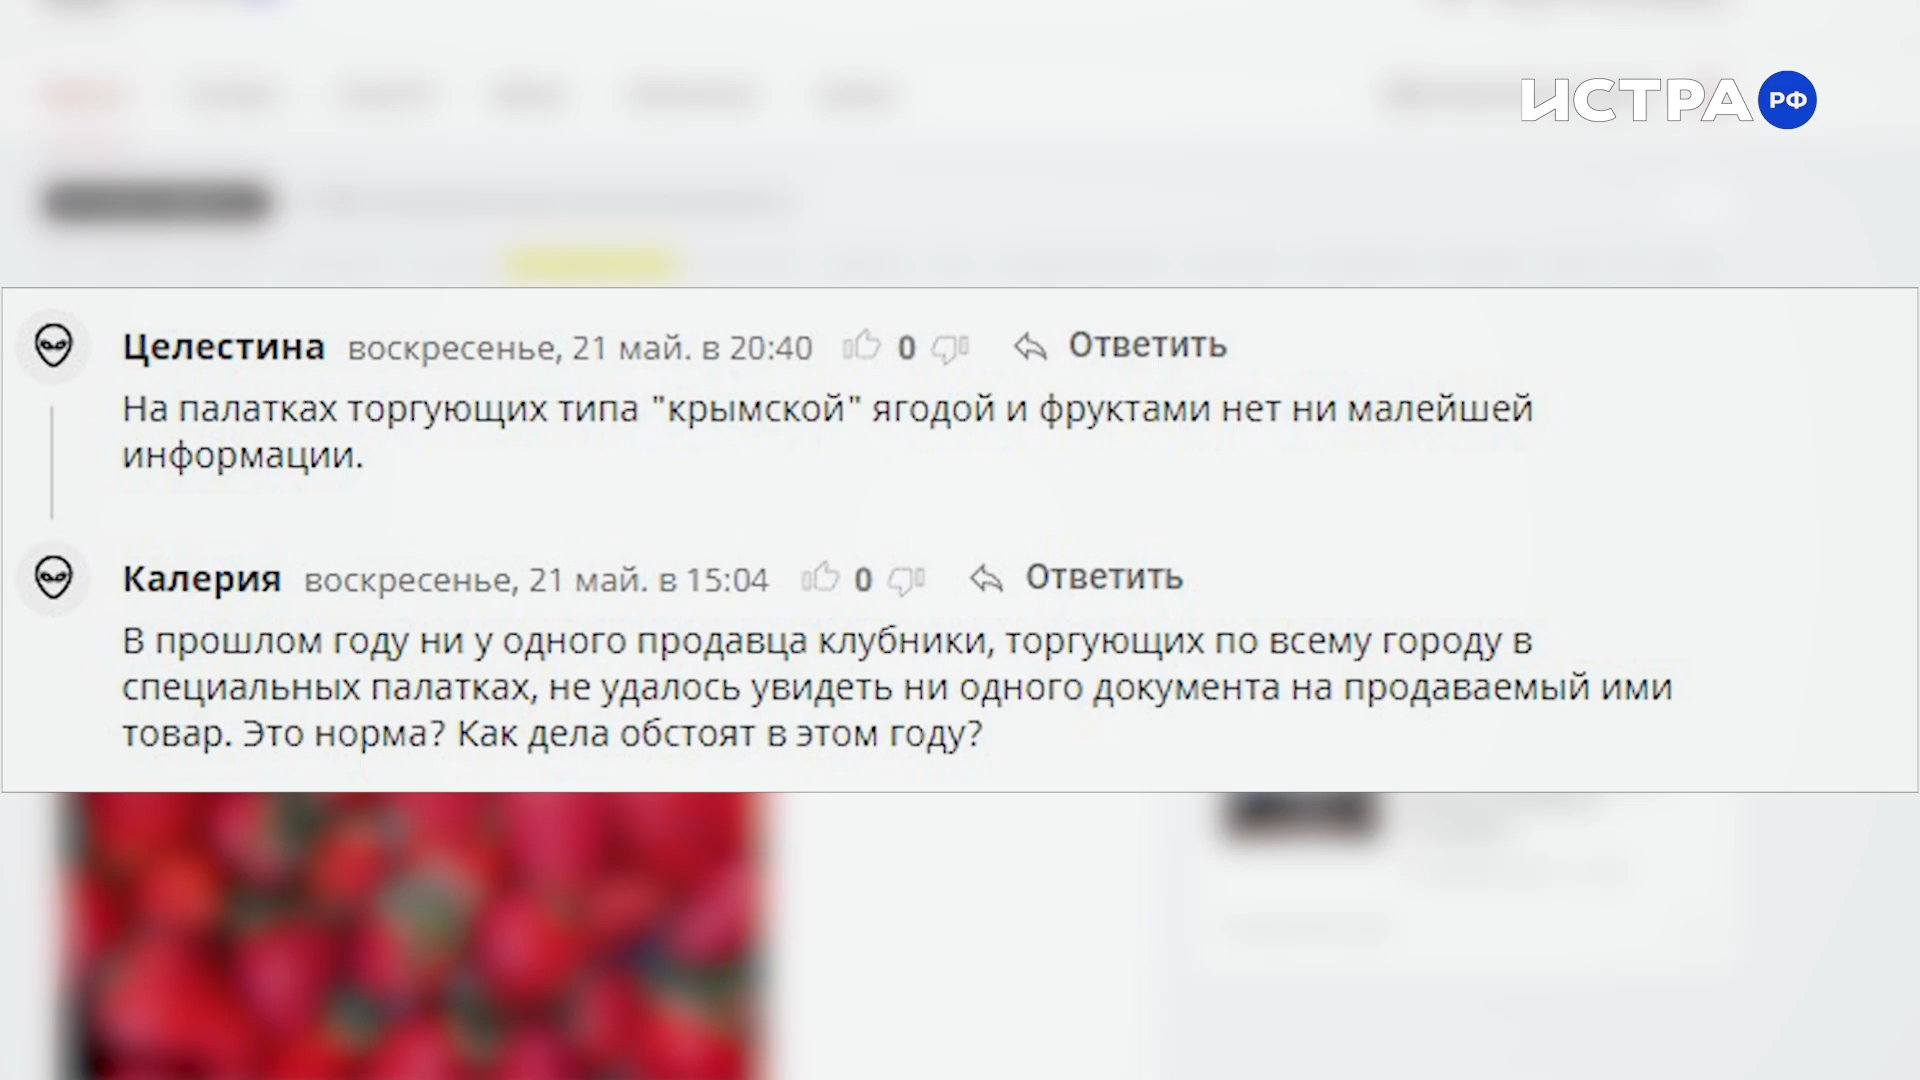 ИСТРА РФ
Целестина воскресенье, 21 май. в 20:40 0 Ответить
На палатках торгующих типа "крымской" ягодой и фруктами нет ни малейшей
информации.
Калерия воскресенье, 21 май. в 15:04 0 Ответить
В прошлом году ни у одного продавца клубники, торгующих по всему городу в
специальных палатках, не удалось увидеть ни одного документа на продаваемый ими
товар. Это норма? Как дела обстоят в этом году?